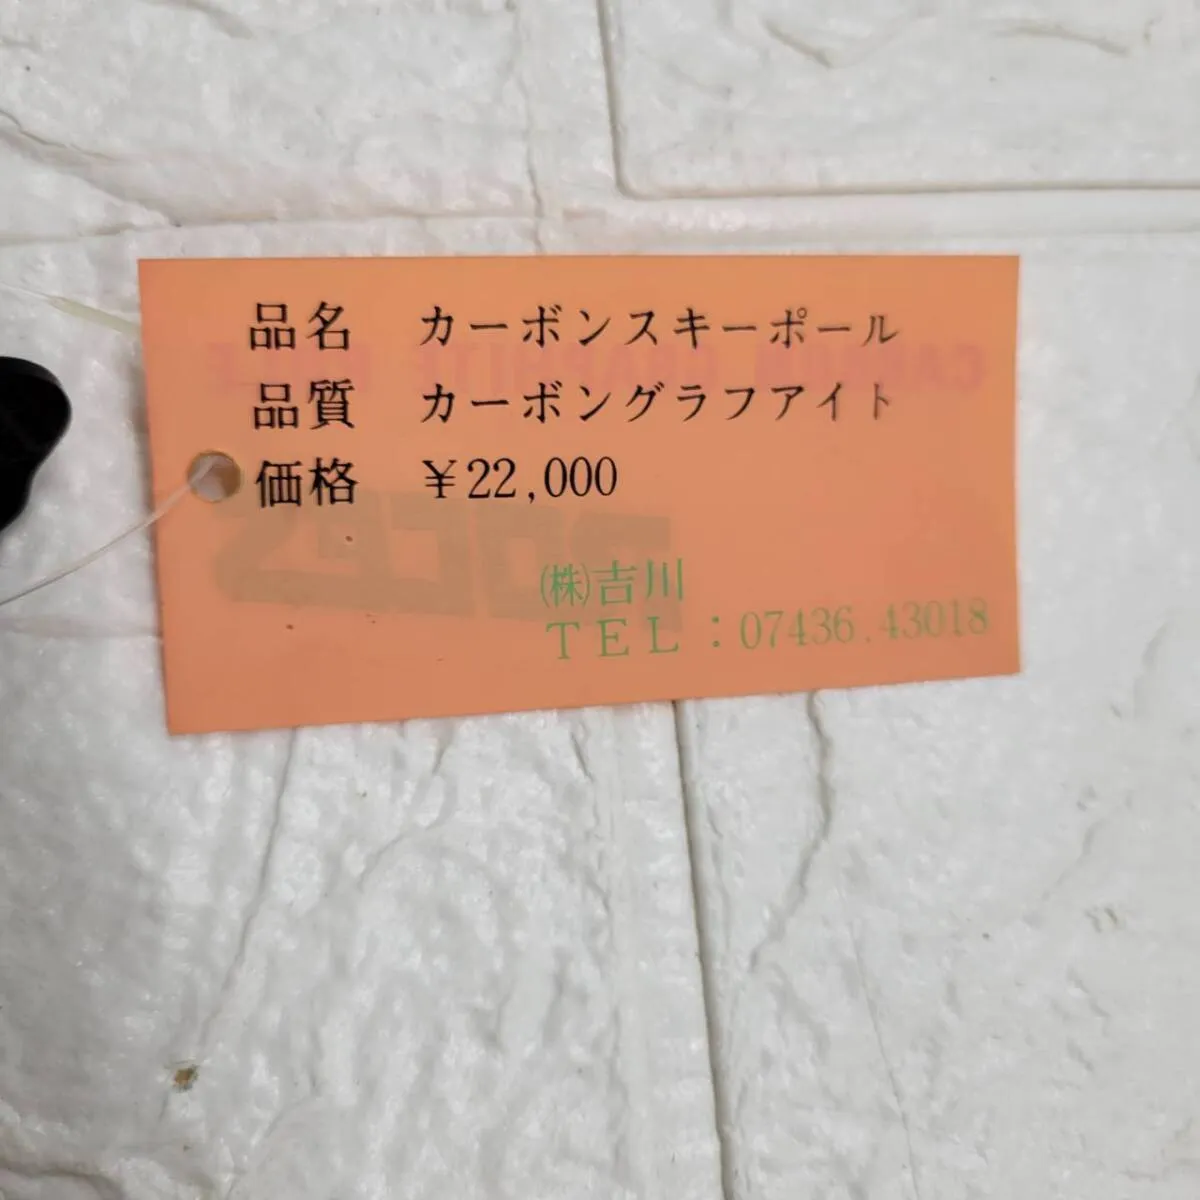 品名 カーボンスキーポール
品質 カーボングラフアイト
価格 ¥22,000
㈱吉川
TEL:07436.43018